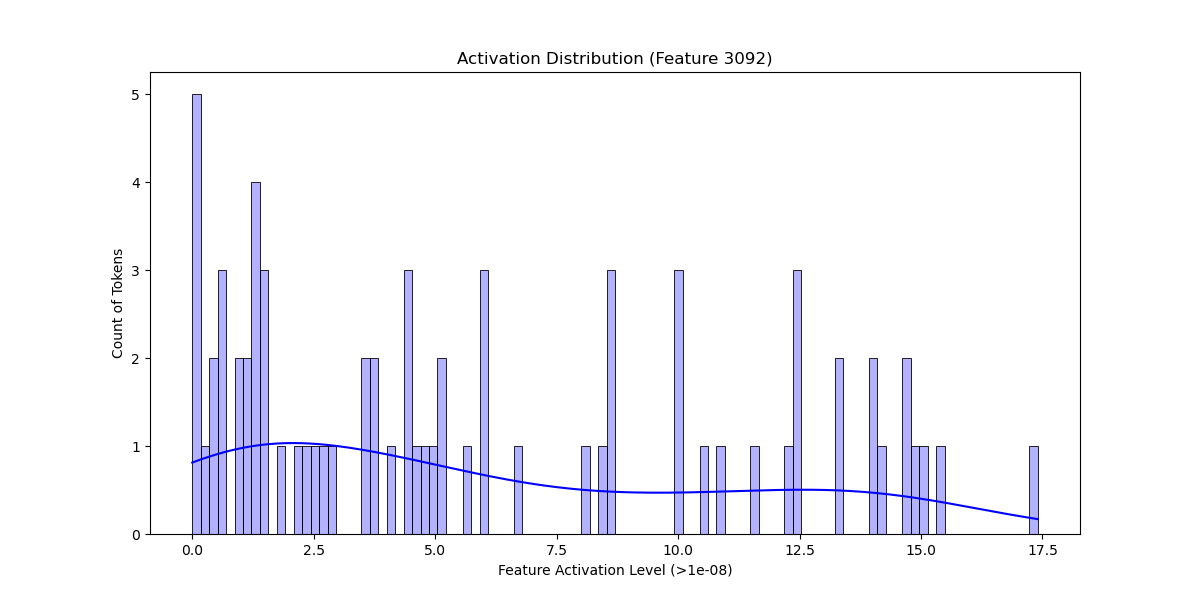 Activation Distribution (Feature 3092)
Count of Tokens
5
4
3
2
1
0
0.0 2.5 5.0 7.5 10.0 12.5 15.0 17.5
Feature Activation Level (>1e-08)